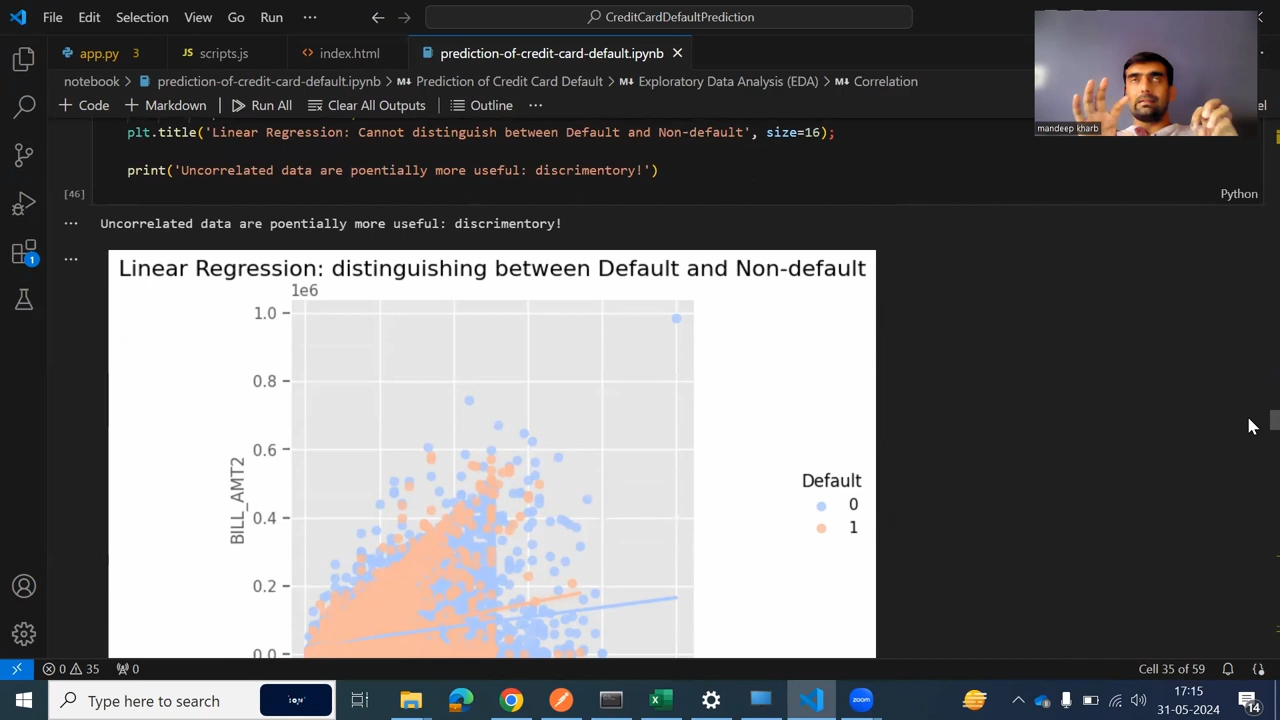 File Edit Selection View Go Run ···
CreditCardDefaultPrediction
app.py 3
scripts.js
index.html
prediction-of-credit-card-default.ipynb
notebook > prediction-of-credit-card-default.ipynb > Prediction of Credit Card Default > Exploratory Data Analysis (EDA) > Correlation
+ Code + Markdown Run All Clear All Outputs Outline ···
plt.title('Linear Regression: Cannot distinguish between Default and Non-default', size=16);
print('Uncorrelated data are poentially more useful: discrimentory!')
[46]
Python
··· Uncorrelated data are poentially more useful: discrimentory!
···
Linear Regression: distinguishing between Default and Non-default
1e6
1.0
0.8
0.6
0.4
0.2
0.0
BILL_AMT2
Default
0
1
mandeep kharb
1
0 35 0
Cell 35 of 59
Type here to search
17:15
31-05-2024
14